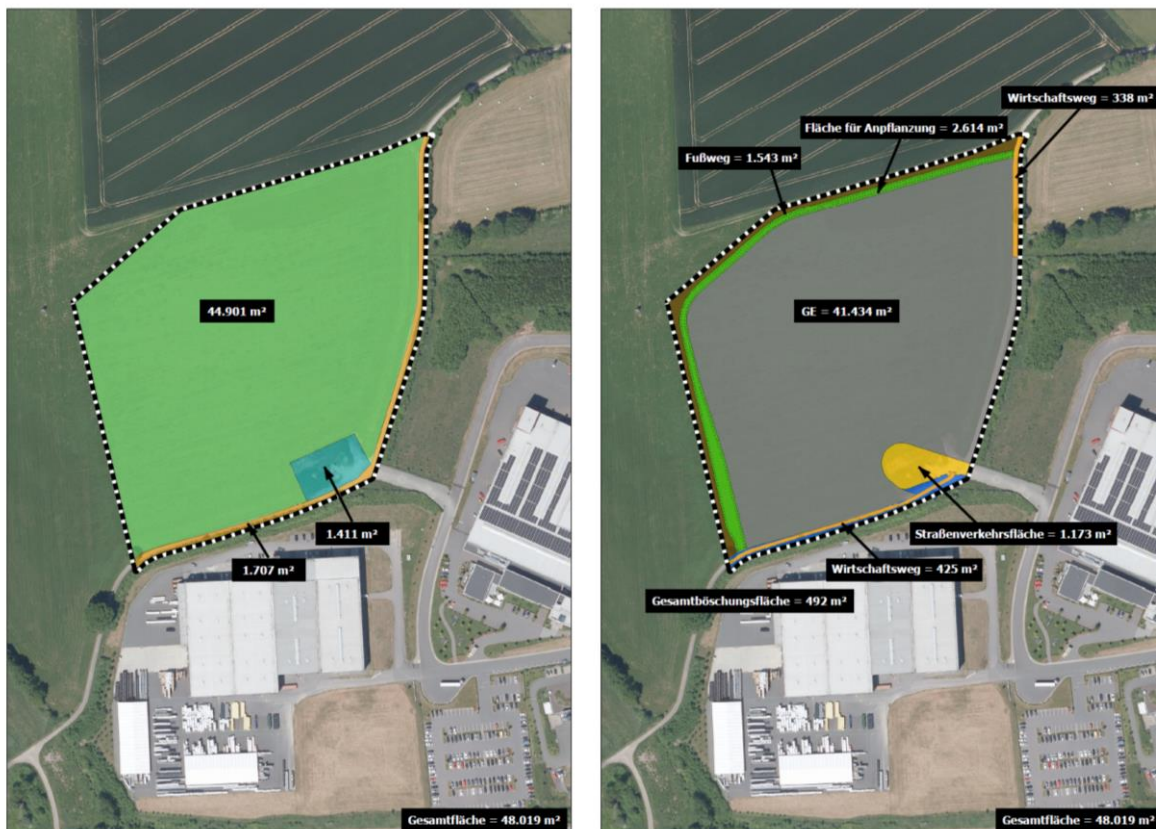 44.901 m²
1.411 m²
1.707 m²
Gesamtfläche = 48.019 m²
Wirtschaftsweg = 338 m²
Fläche für Anpflanzung = 2.614 m²
Fußweg = 1.543 m²
GE = 41.434 m²
Straßenverkehrsfläche = 1.173 m²
Wirtschaftsweg = 425 m²
Gesamtböschungsfläche = 492 m²
Gesamtfläche = 48.019 m²